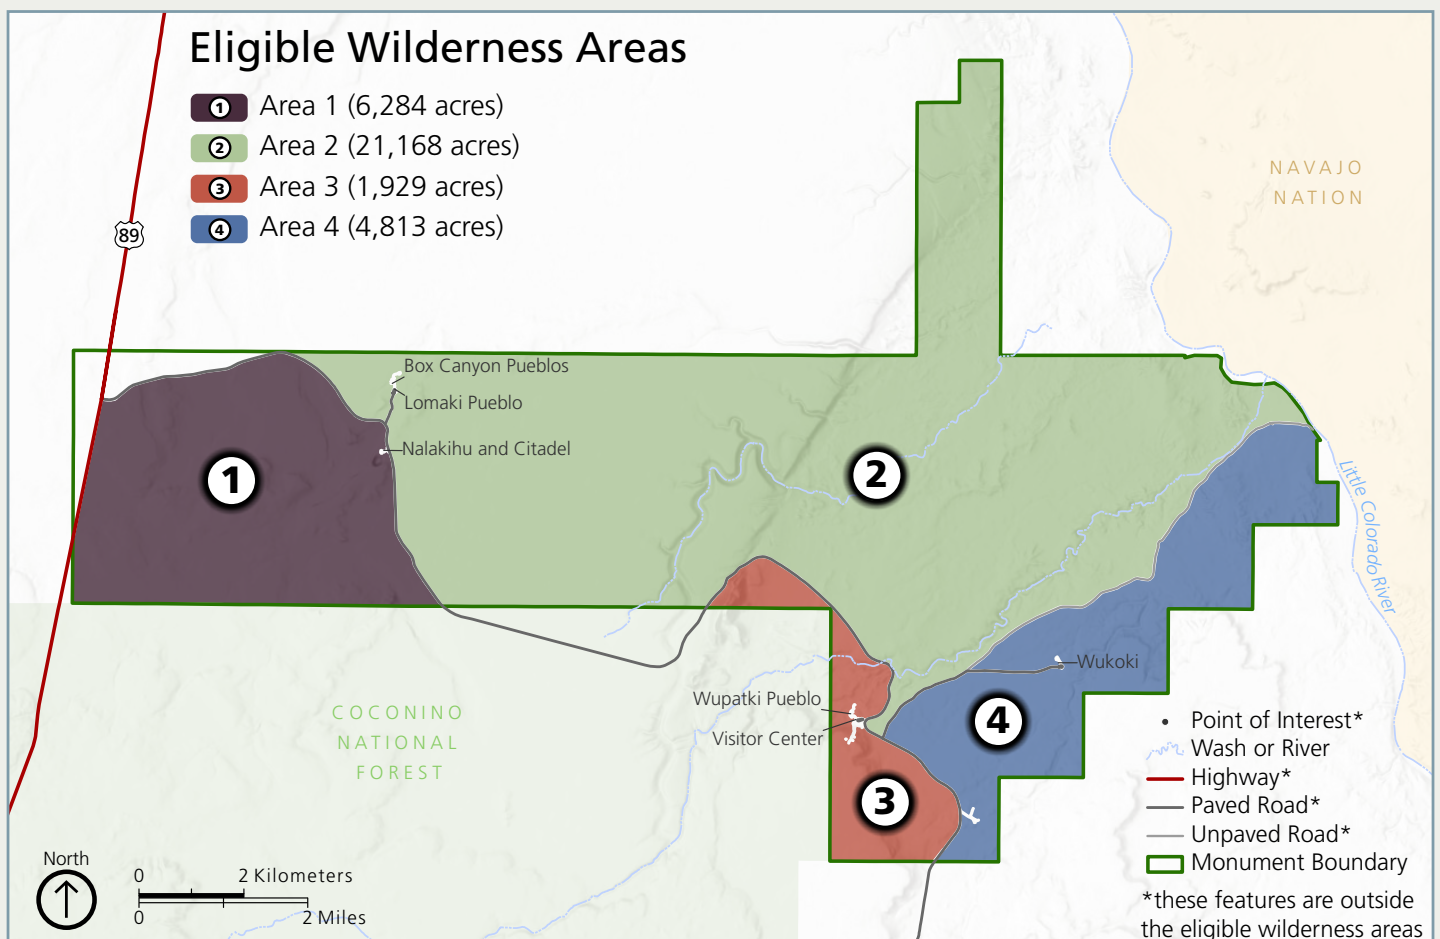 Eligible Wilderness Areas
1 Area 1 (6,284 acres)
2 Area 2 (21,168 acres)
3 Area 3 (1,929 acres)
4 Area 4 (4,813 acres)
89
NAVAJO
NATION
Box Canyon Pueblos
Lomaki Pueblo
Nalakihu and Citadel
1
2
Little Colorado River
Wukoki
Wupatki Pueblo
Visitor Center
4
3
COCONINO
NATIONAL
FOREST
Point of Interest*
Wash or River
Highway*
Paved Road*
Unpaved Road*
Monument Boundary
*these features are outside
the eligible wilderness areas
North
0 2 Kilometers
0 2 Miles